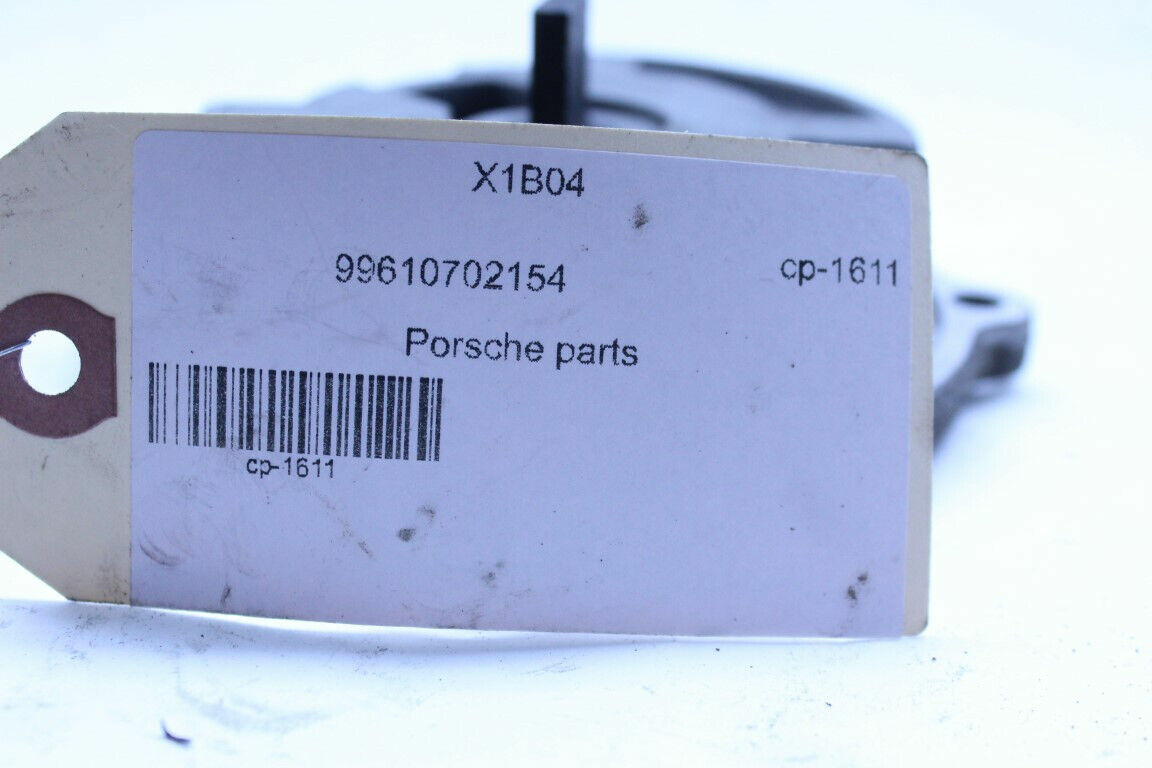 X1B04
99610702154 cp-1611
Porsche parts
cp-1611